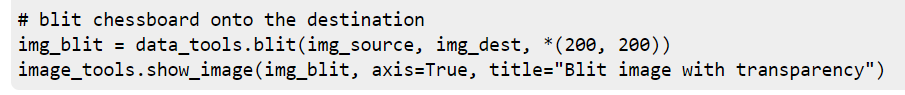 # blit chessboard onto the destination
img_blit = data_tools.blit(img_source, img_dest, *(200, 200))
image_tools.show_image(img_blit, axis=True, title="Blit image with transparency")